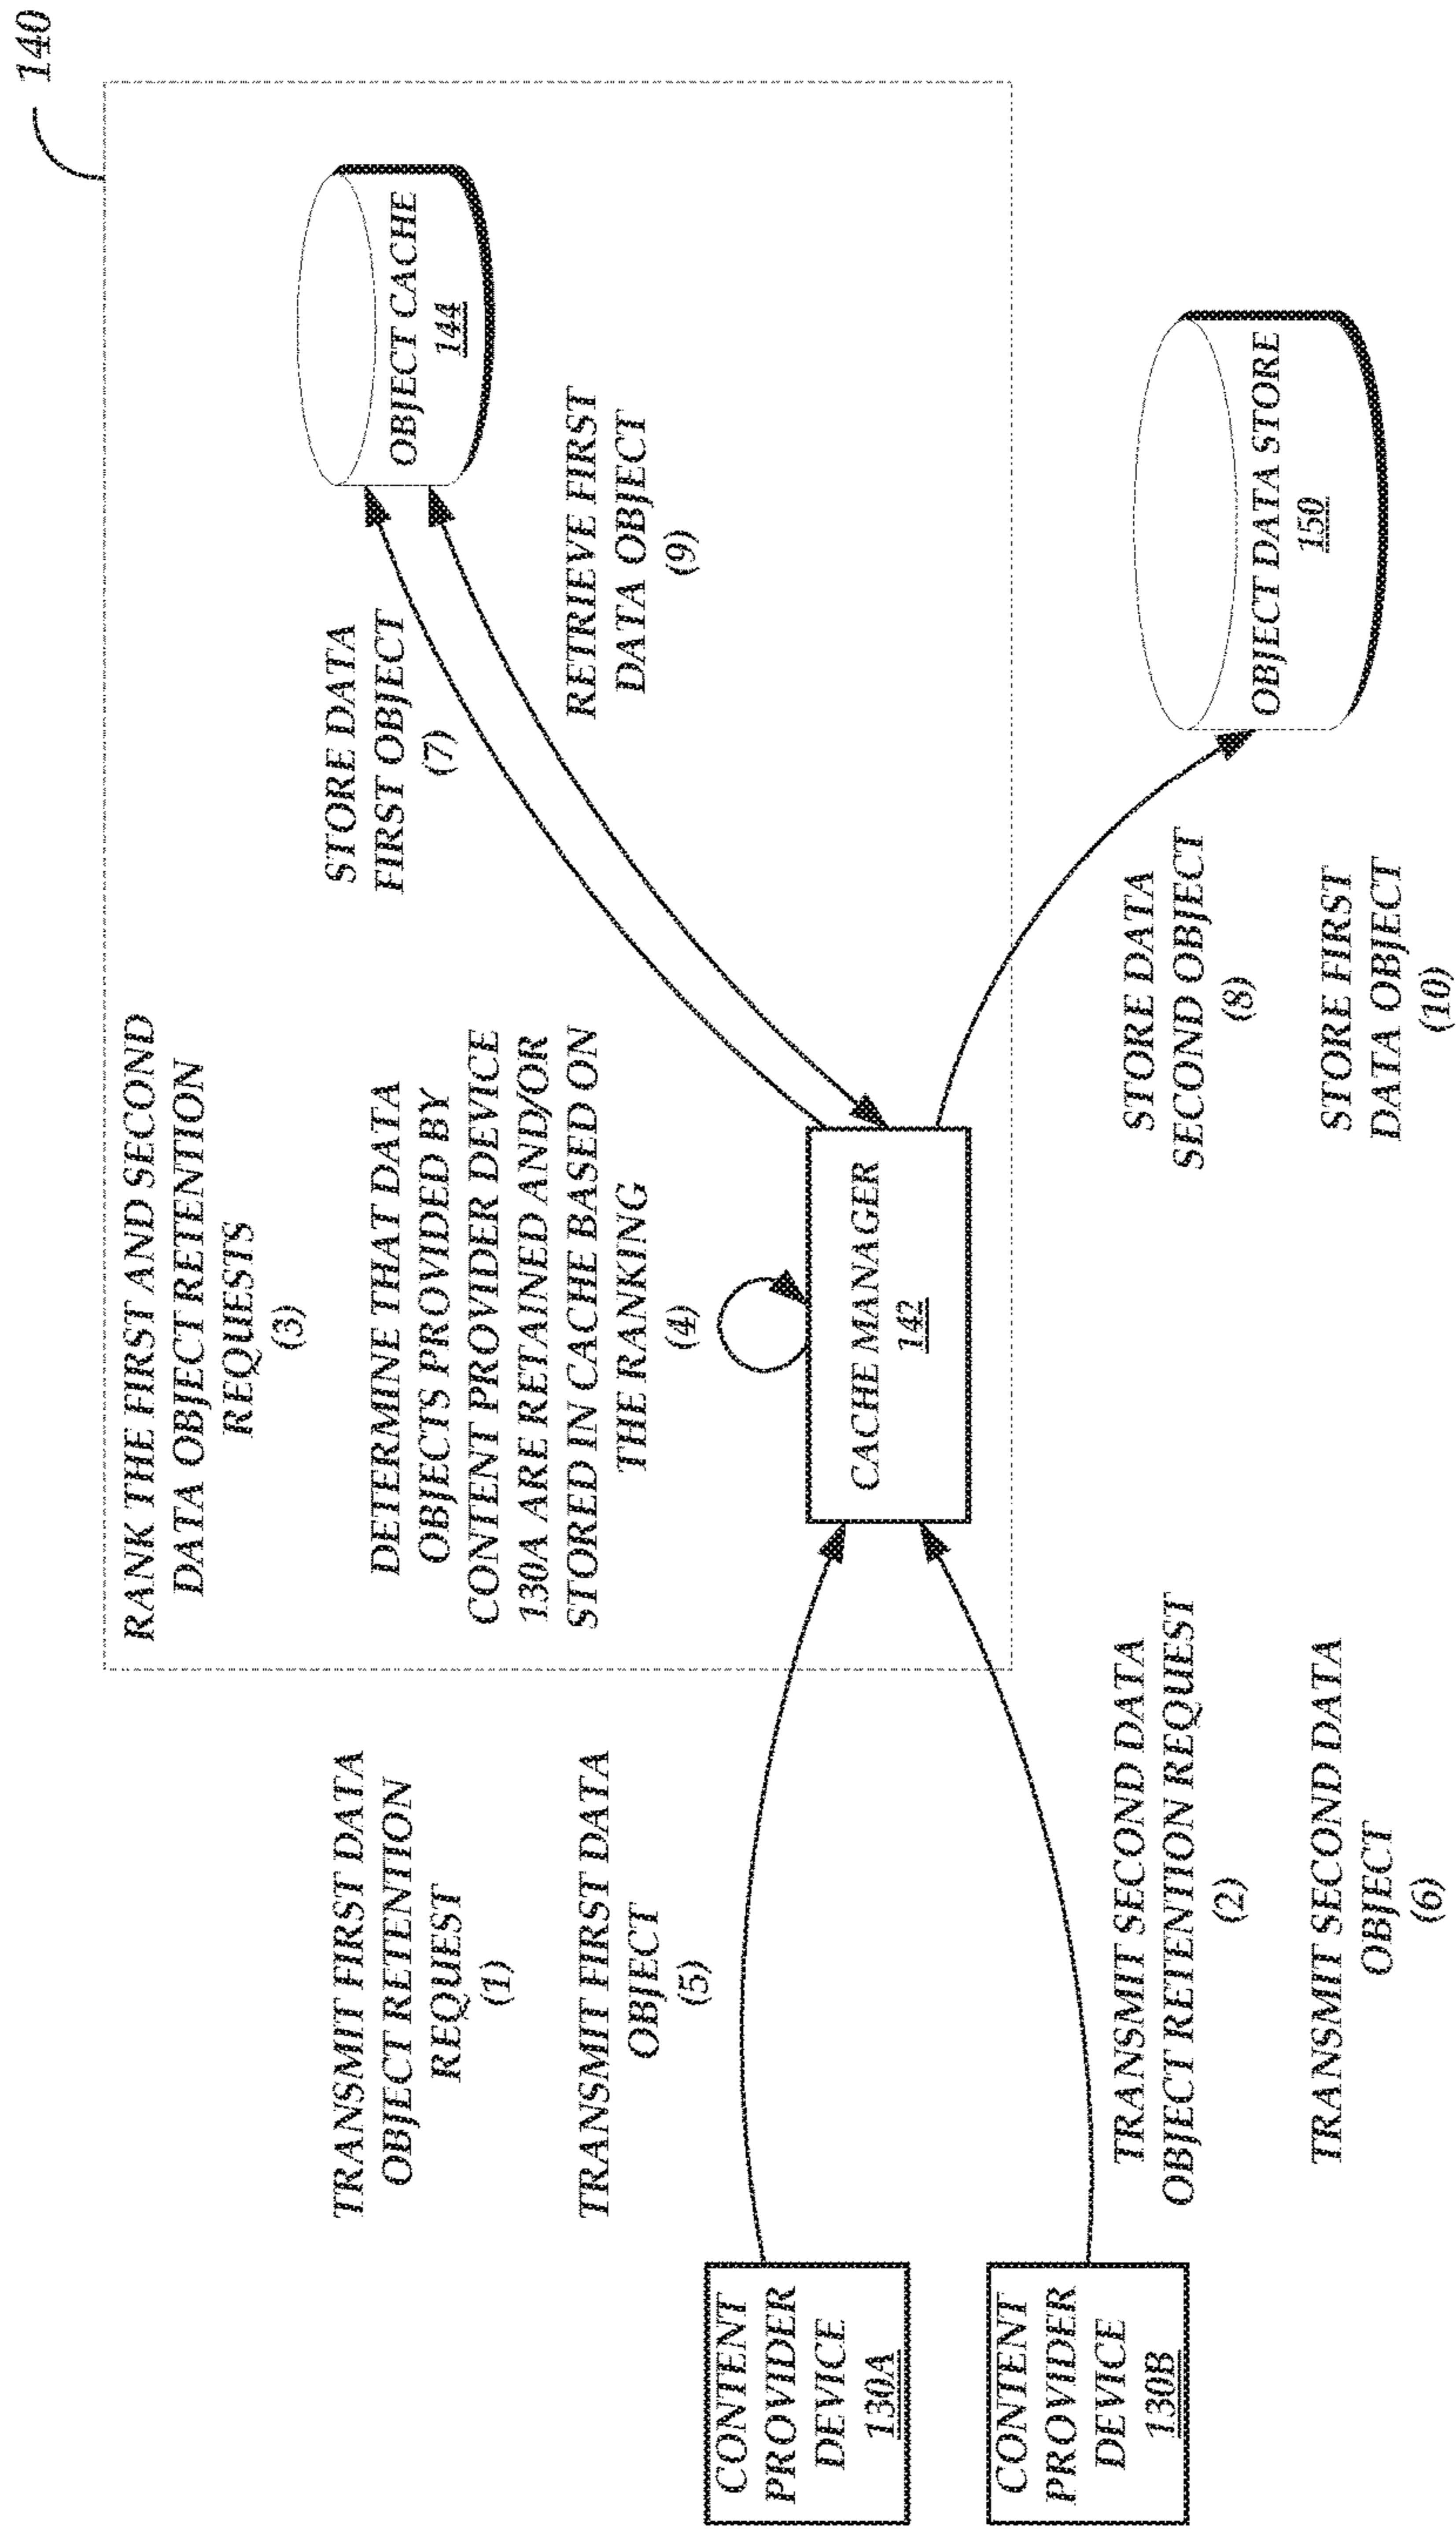 140
RANK THE FIRST AND SECOND
DATA OBJECT RETENTION
REQUESTS
(3)
DETERMINE THAT DATA
OBJECTS PROVIDED BY
CONTENT PROVIDER DEVICE
130A ARE RETAINED AND/OR
STORED IN CACHE BASED ON
THE RANKING
(4)
STORE DATA
FIRST OBJECT
(7)
OBJECT CACHE
144
RETRIEVE FIRST
DATA OBJECT
(9)
TRANSMIT FIRST DATA
OBJECT RETENTION
REQUEST
(1)
TRANSMIT FIRST DATA
OBJECT
(5)
CONTENT
PROVIDER
DEVICE
130A
CACHE MANAGER
142
CONTENT
PROVIDER
DEVICE
130B
TRANSMIT SECOND DATA
OBJECT RETENTION REQUEST
(2)
TRANSMIT SECOND DATA
OBJECT
(6)
STORE DATA
SECOND OBJECT
(8)
STORE FIRST
DATA OBJECT
(10)
OBJECT DATA STORE
150